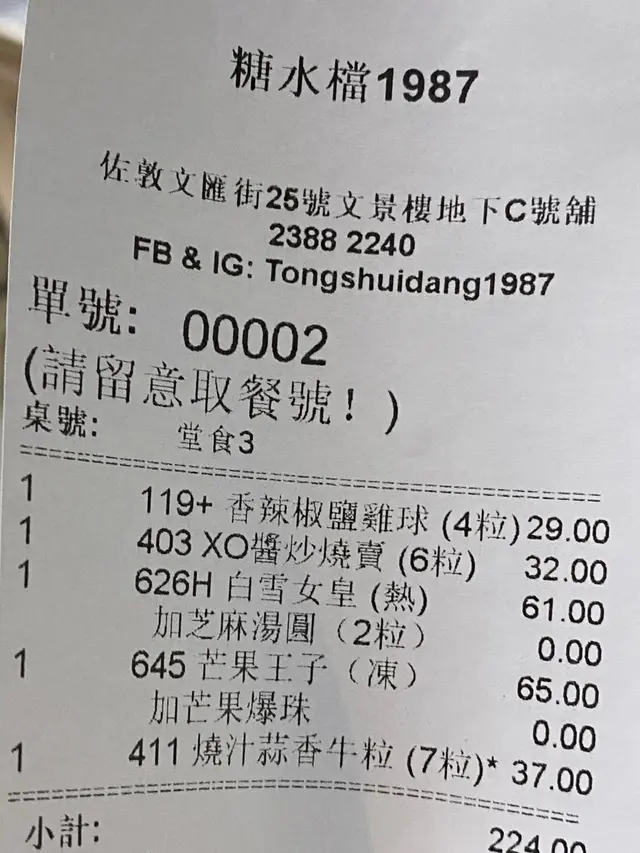 糖水檔1987
佐敦文匯街25號文景樓地下C號舖
2388 2240
FB & IG: Tongshuidang1987
單號: 00002
(請留意取餐號! )
桌號: 堂食3
1 119+ 香辣椒鹽雞球 (4粒) 29.00
1 403 XO醬炒燒賣 (6粒) 32.00
1 626H 白雪女皇 (熱) 61.00
加芝麻湯圓（2粒） 0.00
1 645 芒果王子（凍） 65.00
加芒果爆珠 0.00
1 411 燒汁蒜香牛粒 (7粒)* 37.00
小計: 224.00